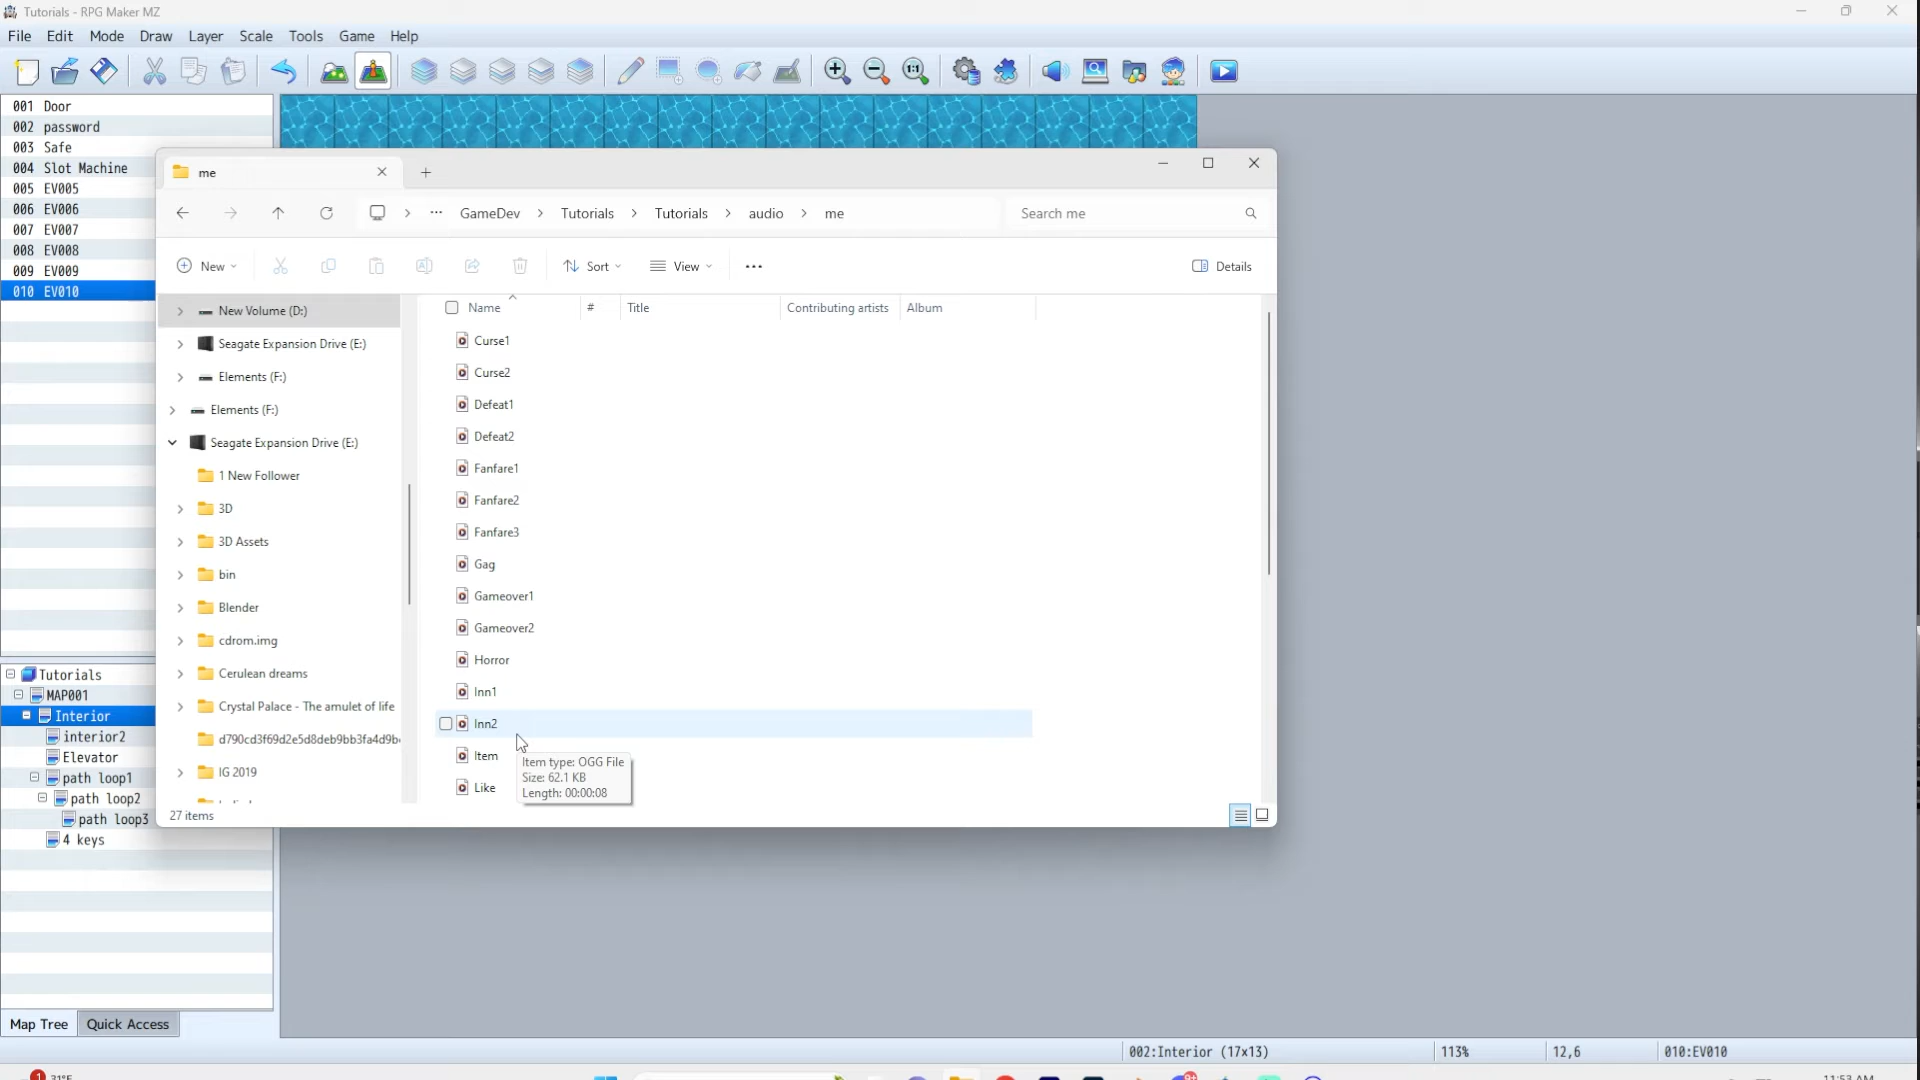 Tutorials - RPG Maker MZ
File Edit Mode Draw Layer Scale Tools Game Help
001 Door
002 password
003 Safe
004 Slot Machine
005 EV005
006 EV006
007 EV007
008 EV008
009 EV009
010 EV010
me
GameDev > Tutorials > Tutorials > audio > me
Search me
New
Sort
View
Details
New Volume (D:)
Seagate Expansion Drive (E:)
Elements (F:)
Elements (F:)
Seagate Expansion Drive (E:)
1 New Follower
3D
3D Assets
bin
Blender
cdrom.img
Cerulean dreams
Crystal Palace - The amulet of life
d790cd3f69d2e5d8deb9bb3fa4d9b
IG 2019
Name # Title Contributing artists Album
Curse1
Curse2
Defeat1
Defeat2
Fanfare1
Fanfare2
Fanfare3
Gag
Gameover1
Gameover2
Horror
Inn1
Inn2
Item
Like
Item type: OGG File
Size: 62.1 KB
Length: 00:00:08
27 items
Tutorials
MAP001
Interior
interior2
Elevator
path loop1
path loop2
path loop3
4 keys
Map Tree Quick Access
002:Interior (17x13) 113% 12,6 010:EV010
1 31°F
11:53 AM